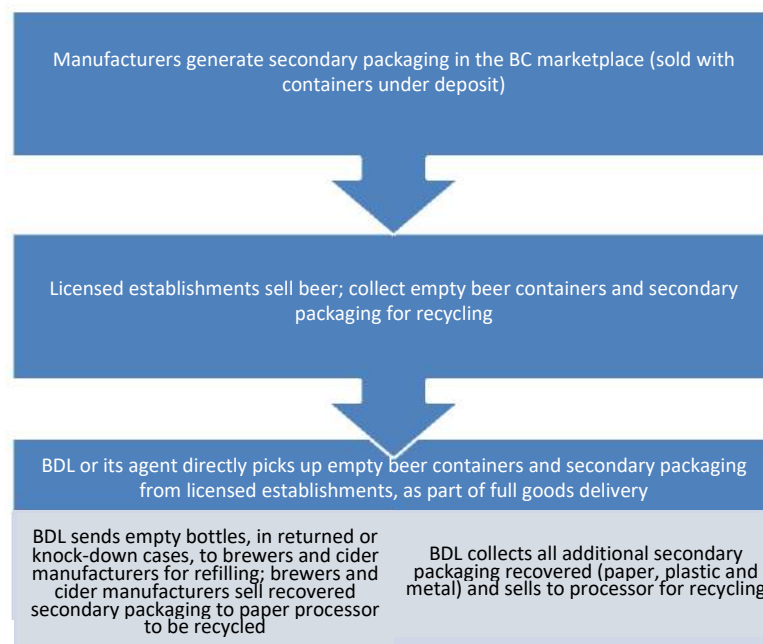 Manufacturers generate secondary packaging in the BC marketplace (sold with
containers under deposit)
Licensed establishments sell beer; collect empty beer containers and secondary
packaging for recycling
BDL or its agent directly picks up empty beer containers and secondary packaging
from licensed establishments, as part of full goods delivery
BDL sends empty bottles, in returned or
knock-down cases, to brewers and cider
manufacturers for refilling; brewers and
cider manufacturers sell recovered
secondary packaging to paper processor
to be recycled
BDL collects all additional secondary
packaging recovered (paper, plastic and
metal) and sells to processor for recycling